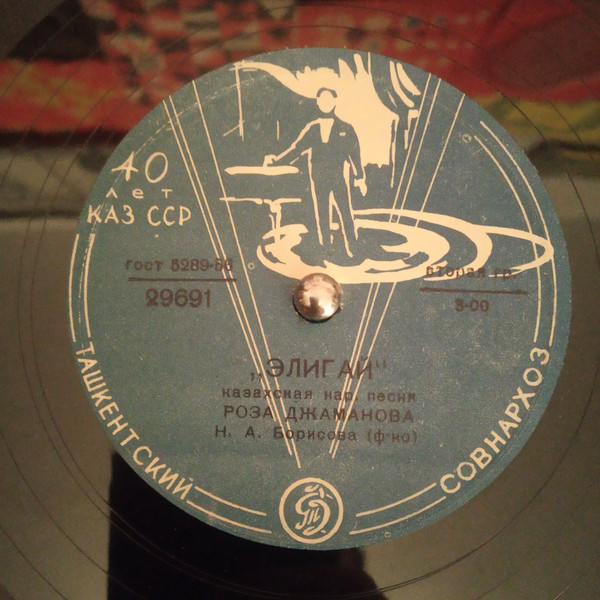 40
лет
КАЗ ССР
гост 5289-56
29691
вторая гр.
3-00
„ЭЛИГАЙ"
казахская нар. песня
РОЗА ДЖАМАНОВА
Н. А. Борисова (ф-но)
ТАШКЕНТСКИЙ СОВНАРХОЗ